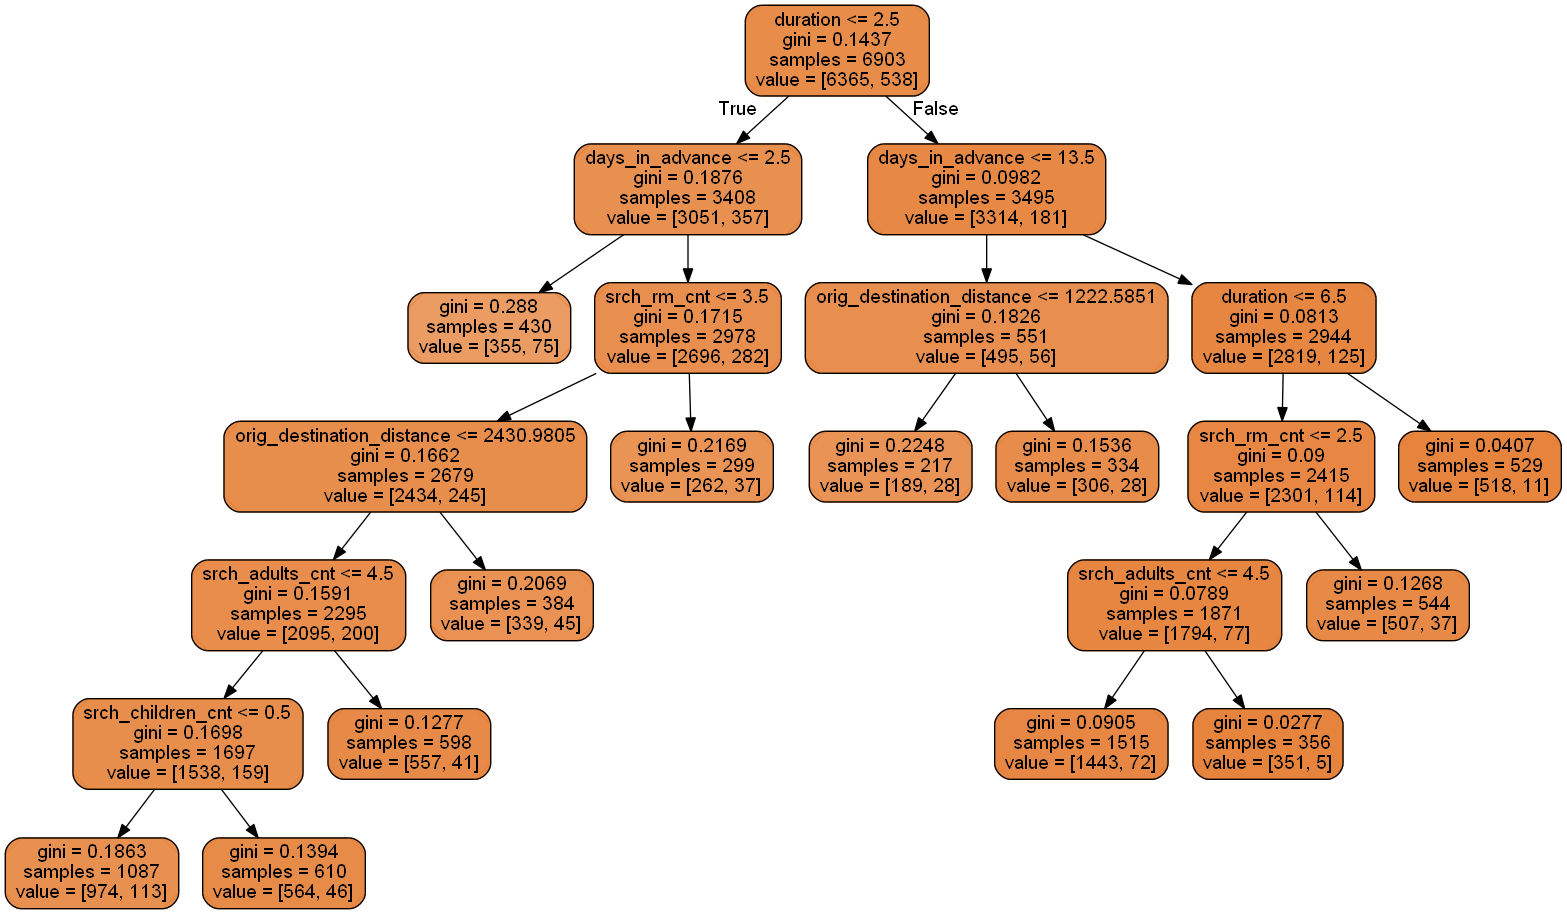 duration <= 2.5
gini = 0.1437
samples = 6903
value = [6365, 538]
True
False
days_in_advance <= 2.5
gini = 0.1876
samples = 3408
value = [3051, 357]
days_in_advance <= 13.5
gini = 0.0982
samples = 3495
value = [3314, 181]
gini = 0.288
samples = 430
value = [355, 75]
srch_rm_cnt <= 3.5
gini = 0.1715
samples = 2978
value = [2696, 282]
orig_destination_distance <= 1222.5851
gini = 0.1826
samples = 551
value = [495, 56]
duration <= 6.5
gini = 0.0813
samples = 2944
value = [2819, 125]
orig_destination_distance <= 2430.9805
gini = 0.1662
samples = 2679
value = [2434, 245]
gini = 0.2169
samples = 299
value = [262, 37]
gini = 0.2248
samples = 217
value = [189, 28]
gini = 0.1536
samples = 334
value = [306, 28]
srch_rm_cnt <= 2.5
gini = 0.09
samples = 2415
value = [2301, 114]
gini = 0.0407
samples = 529
value = [518, 11]
srch_adults_cnt <= 4.5
gini = 0.1591
samples = 2295
value = [2095, 200]
gini = 0.2069
samples = 384
value = [339, 45]
srch_adults_cnt <= 4.5
gini = 0.0789
samples = 1871
value = [1794, 77]
gini = 0.1268
samples = 544
value = [507, 37]
srch_children_cnt <= 0.5
gini = 0.1698
samples = 1697
value = [1538, 159]
gini = 0.1277
samples = 598
value = [557, 41]
gini = 0.0905
samples = 1515
value = [1443, 72]
gini = 0.0277
samples = 356
value = [351, 5]
gini = 0.1863
samples = 1087
value = [974, 113]
gini = 0.1394
samples = 610
value = [564, 46]